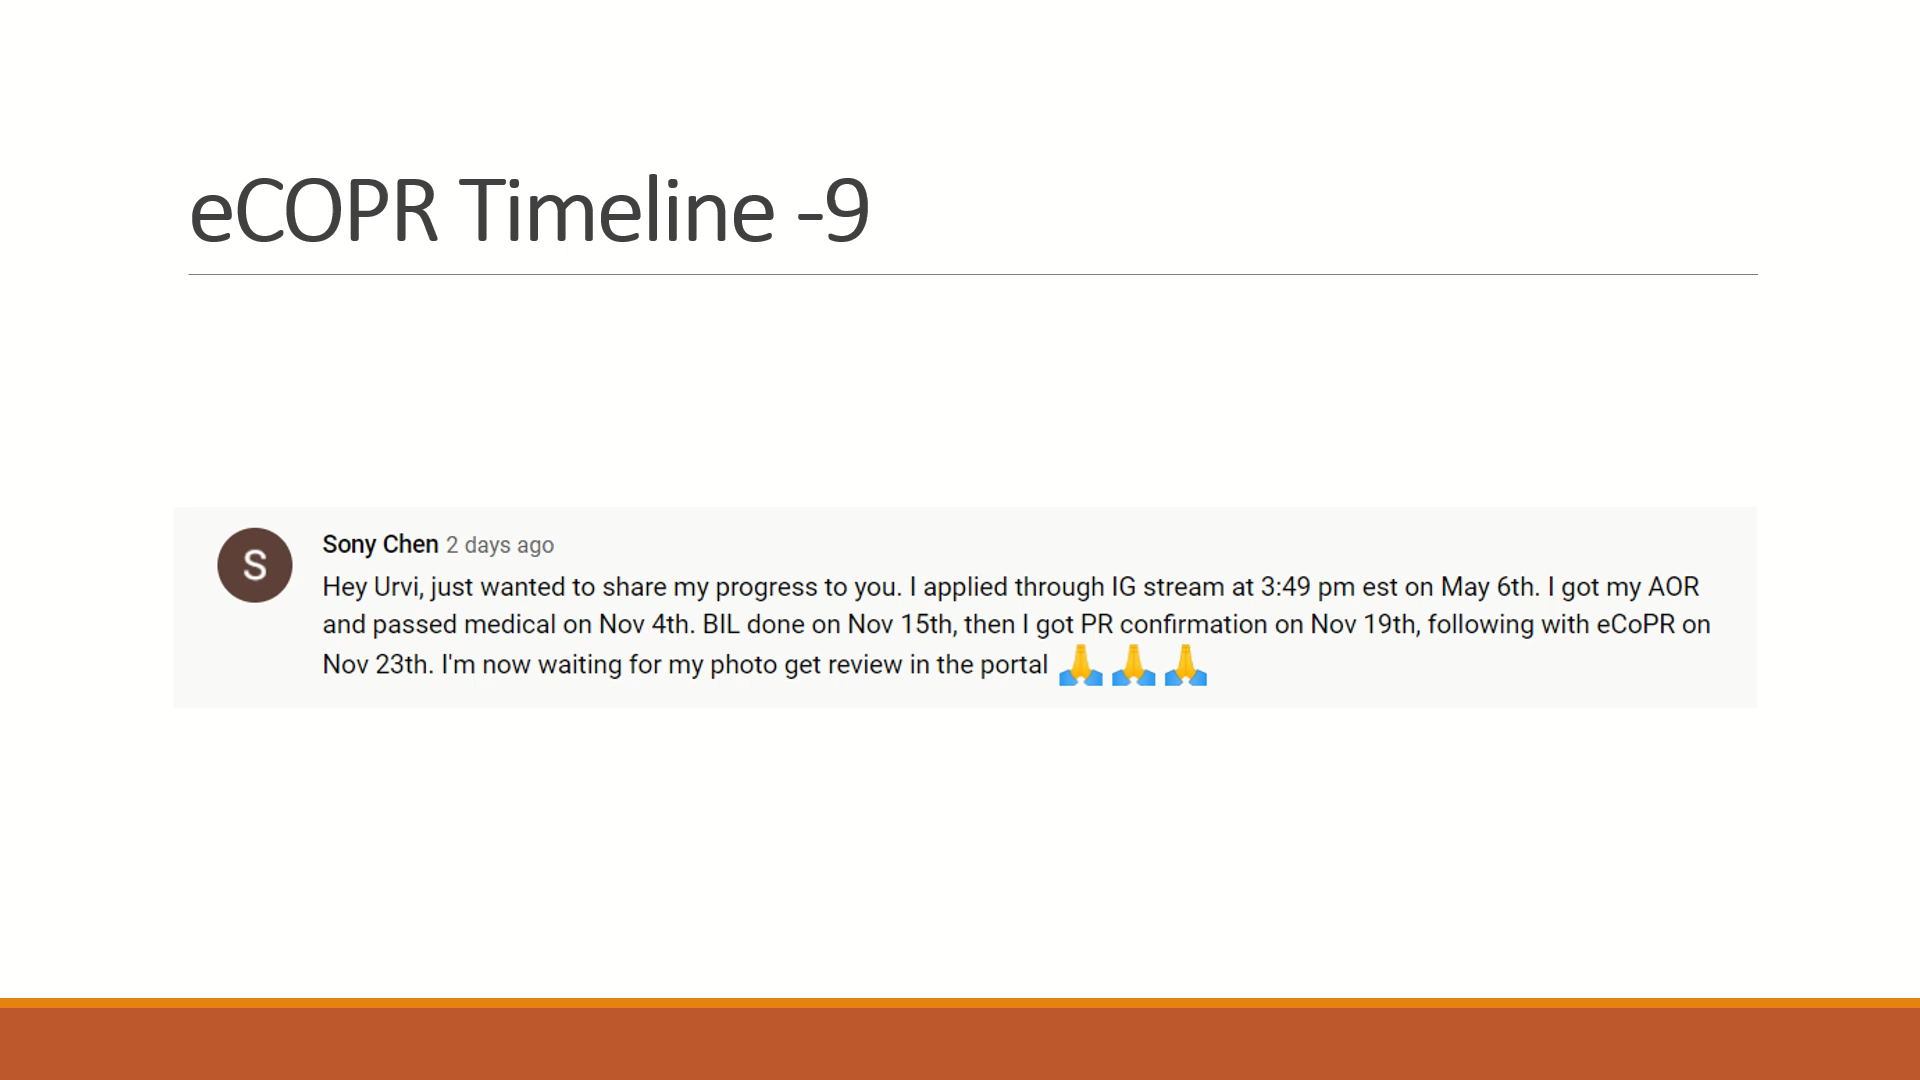 eCOPR Timeline -9
S
Sony Chen 2 days ago
Hey Urvi, just wanted to share my progress to you. I applied through IG stream at 3:49 pm est on May 6th. I got my AOR
and passed medical on Nov 4th. BIL done on Nov 15th, then I got PR confirmation on Nov 19th, following with eCoPR on
Nov 23th. I'm now waiting for my photo get review in the portal 🙏🙏🙏